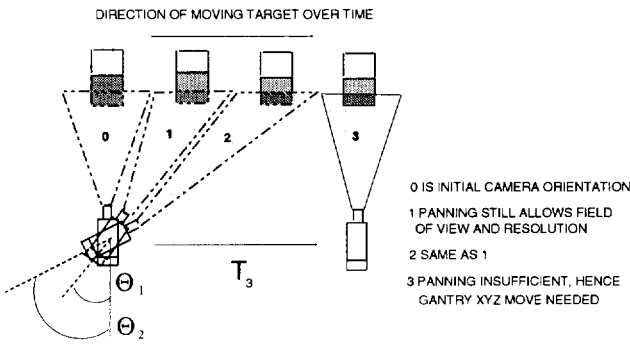 DIRECTION OF MOVING TARGET OVER TIME
0
1
2
3
0 IS INITIAL CAMERA ORIENTATION
1 PANNING STILL ALLOWS FIELD
OF VIEW AND RESOLUTION
2 SAME AS 1
3 PANNING INSUFFICIENT, HENCE
GANTRY XYZ MOVE NEEDED
T3
Θ1
Θ2